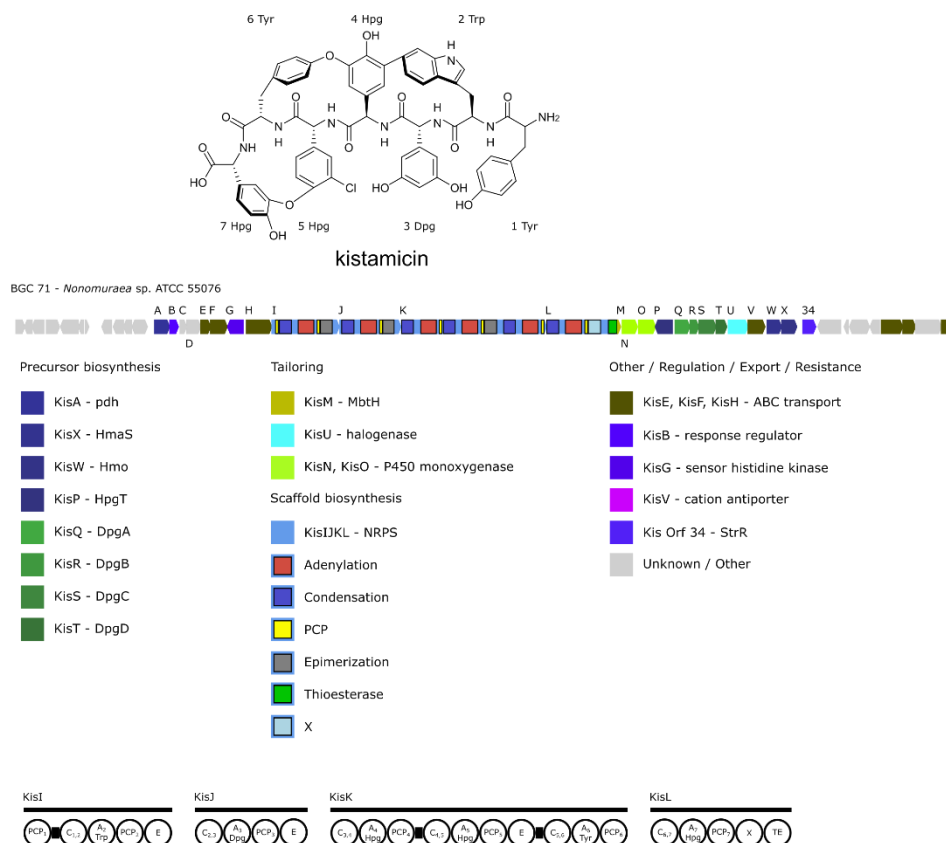 6 Tyr 4 Hpg 2 Trp
OH H
N
O
O O O O
H H H NH2
N N N N N N
H O H O H O
O
NH
HO
Cl HO OH
O HO
OH
7 Hpg 5 Hpg 3 Dpg 1 Tyr
kistamicin
BGC 71 - Nonomuraea sp. ATCC 55076
A B C E F G H I J K L M O P Q R S T U V W X 34
D N
Precursor biosynthesis
KisA - pdh
KisX - HmaS
KisW - Hmo
KisP - HpgT
KisQ - DpgA
KisR - DpgB
KisS - DpgC
KisT - DpgD
Tailoring
KisM - MbtH
KisU - halogenase
KisN, KisO - P450 monoxygenase
Scaffold biosynthesis
KisIJKL - NRPS
Adenylation
Condensation
PCP
Epimerization
Thioesterase
X
Other / Regulation / Export / Resistance
KisE, KisF, KisH - ABC transport
KisB - response regulator
KisG - sensor histidine kinase
KisV - cation antiporter
Kis Orf 34 - StrR
Unknown / Other
KisI
PCP1 C1,2 A2 Trp PCP2 E
KisJ
C2,3 A3 Dpg PCP3 E
KisK
C3,4 A4 Hpg PCP4 C4,5 A5 Hpg PCP5 E C5,6 A6 Tyr PCP6
KisL
C6,7 A7 Hpg PCP7 X TE